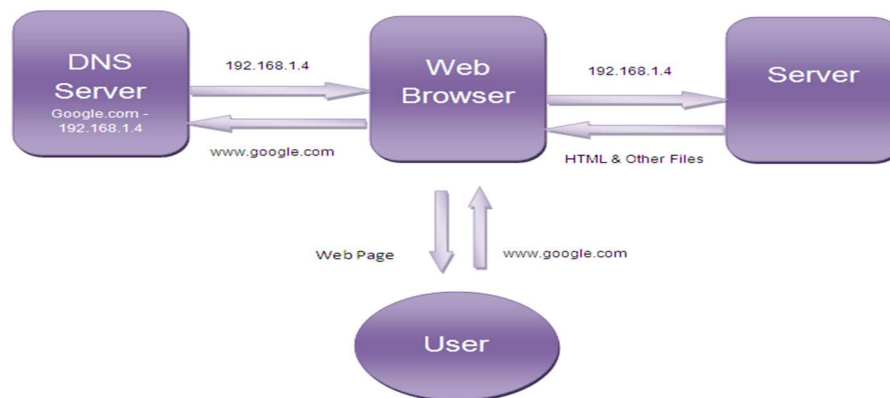 DNS
Server
Google.com -
192.168.1.4
192.168.1.4
www.google.com
Web
Browser
192.168.1.4
HTML & Other Files
Server
Web Page
www.google.com
User